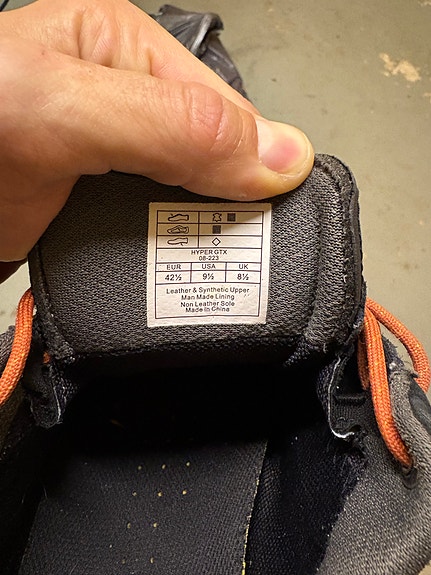 HYPER GTX
08-223
EUR USA UK
42½ 9½ 8½
Leather & Synthetic Upper
Man Made Lining
Non Leather Sole
Made In China